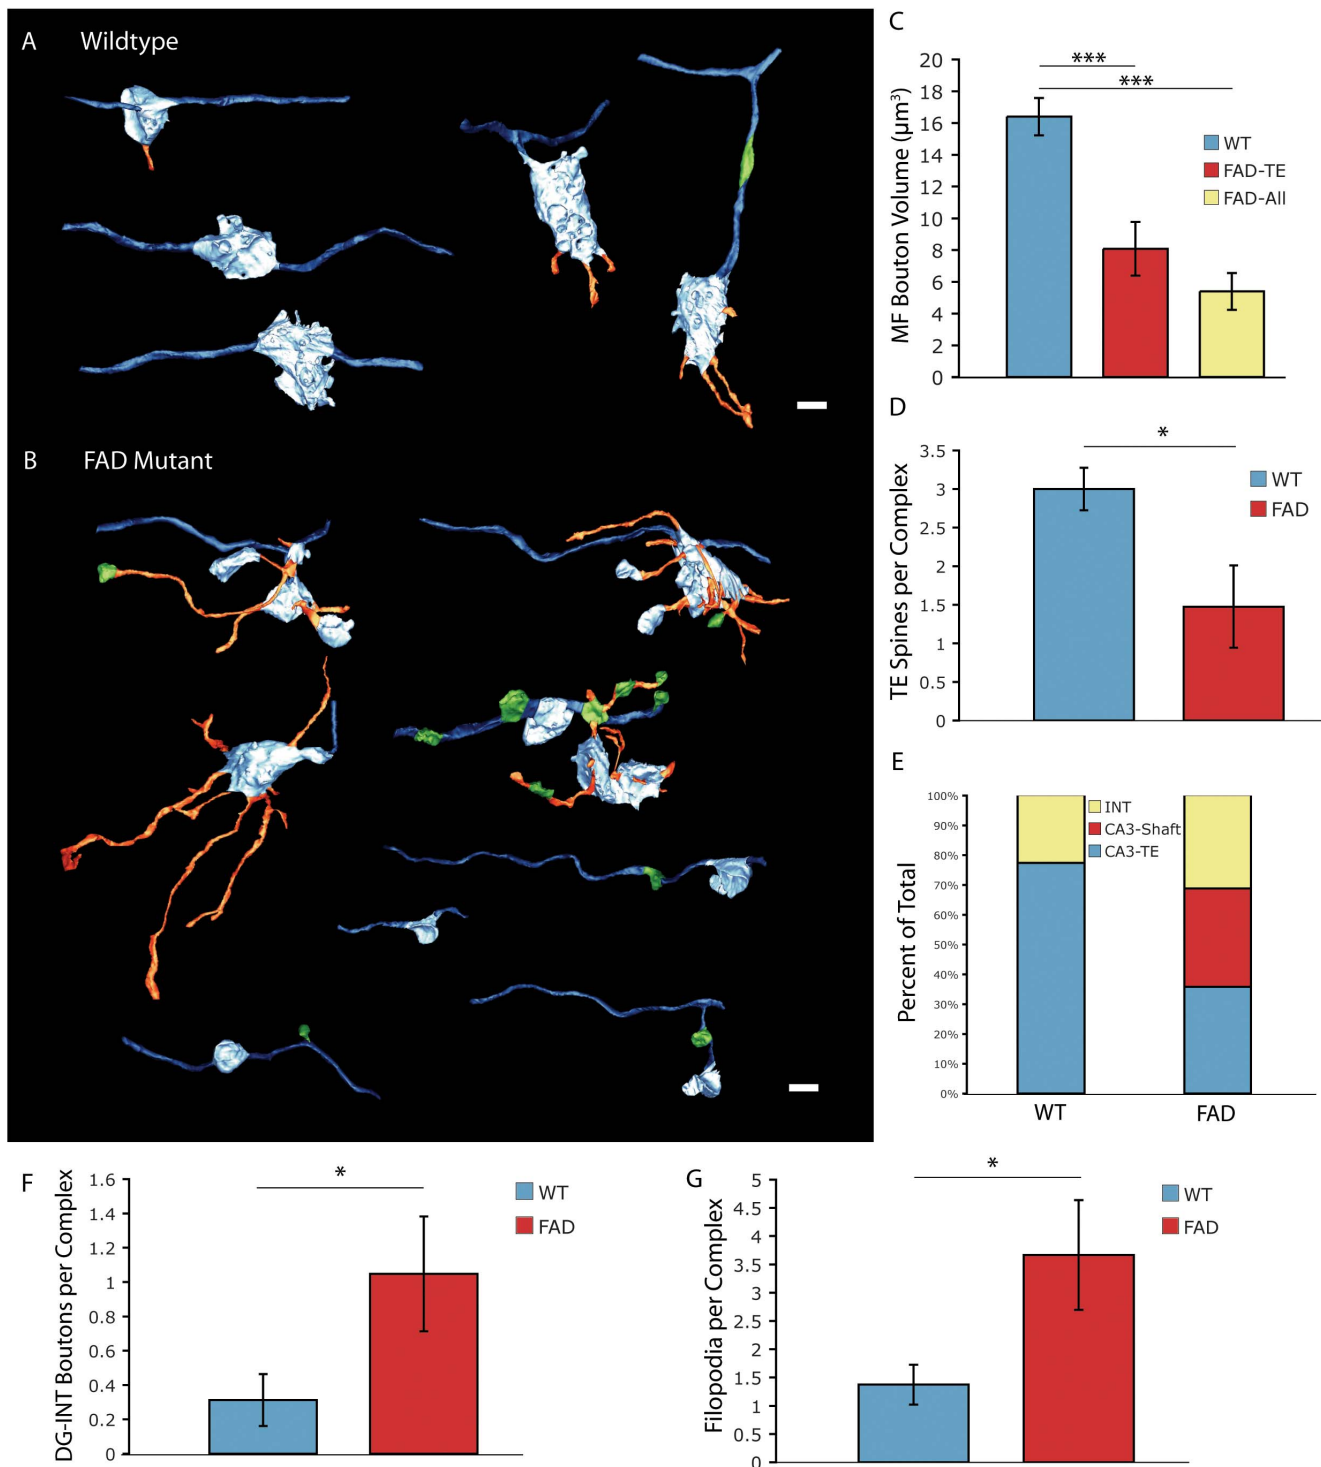 A Wildtype
B FAD Mutant
C
MF Bouton Volume (µm³)
20
18
16
14
12
10
8
6
4
2
0
***
***
WT
FAD-TE
FAD-All
D
TE Spines per Complex
3.5
3
2.5
2
1.5
1
0.5
0
*
WT
FAD
E
Percent of Total
100%
90%
80%
70%
60%
50%
40%
30%
20%
10%
0%
INT
CA3-Shaft
CA3-TE
WT FAD
F
DG-INT Boutons per Complex
1.6
1.4
1.2
1
0.8
0.6
0.4
0.2
0
*
WT
FAD
G
Filopodia per Complex
5
4.5
4
3.5
3
2.5
2
1.5
1
0.5
0
*
WT
FAD